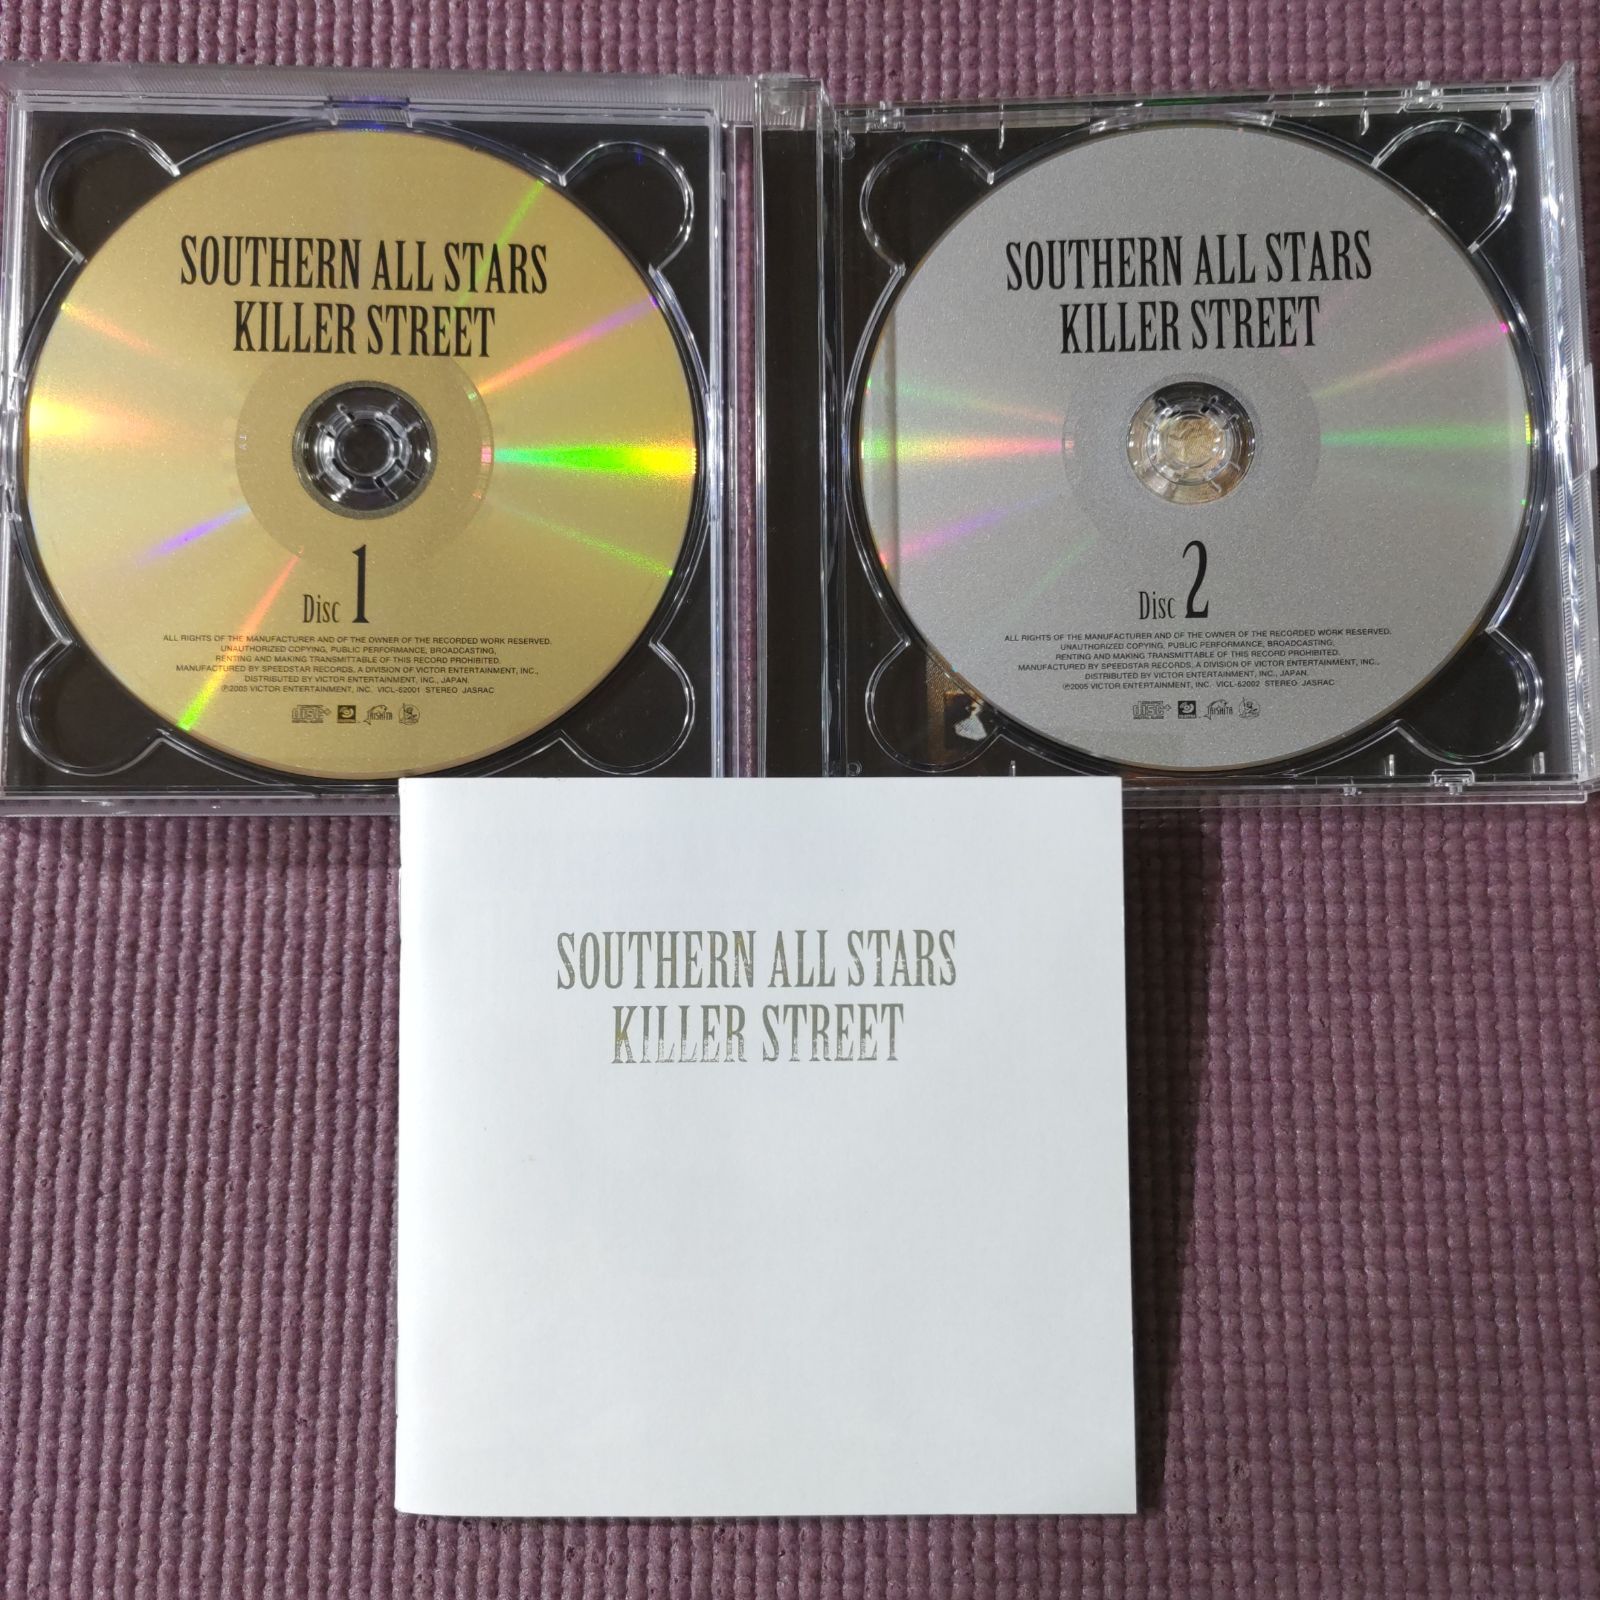 SOUTHERN ALL STARS
KILLER STREET
Disc 1
ALL RIGHTS OF THE MANUFACTURER AND OF THE OWNER OF THE RECORDED WORK RESERVED.
UNAUTHORIZED COPYING, PUBLIC PERFORMANCE, BROADCASTING,
RENTING AND MAKING TRANSMITTABLE OF THIS RECORD PROHIBITED.
MANUFACTURED BY SPEEDSTAR RECORDS, A DIVISION OF VICTOR ENTERTAINMENT, INC.,
DISTRIBUTED BY VICTOR ENTERTAINMENT, INC., JAPAN.
℗2005 VICTOR ENTERTAINMENT, INC. VICL-62001 STEREO JASRAC
TAISHITA
SOUTHERN ALL STARS
KILLER STREET
Disc 2
ALL RIGHTS OF THE MANUFACTURER AND OF THE OWNER OF THE RECORDED WORK RESERVED.
UNAUTHORIZED COPYING, PUBLIC PERFORMANCE, BROADCASTING,
RENTING AND MAKING TRANSMITTABLE OF THIS RECORD PROHIBITED.
MANUFACTURED BY SPEEDSTAR RECORDS, A DIVISION OF VICTOR ENTERTAINMENT, INC.,
DISTRIBUTED BY VICTOR ENTERTAINMENT, INC., JAPAN.
℗2005 VICTOR ENTERTAINMENT, INC. VICL-62002 STEREO JASRAC
TAISHITA
SOUTHERN ALL STARS
KILLER STREET